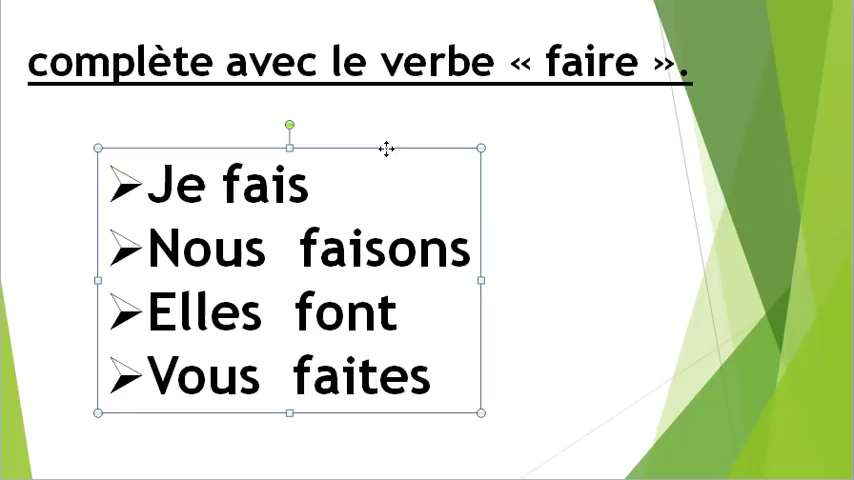 complète avec le verbe « faire ».
➢Je fais
➢Nous faisons
➢Elles font
➢Vous faites